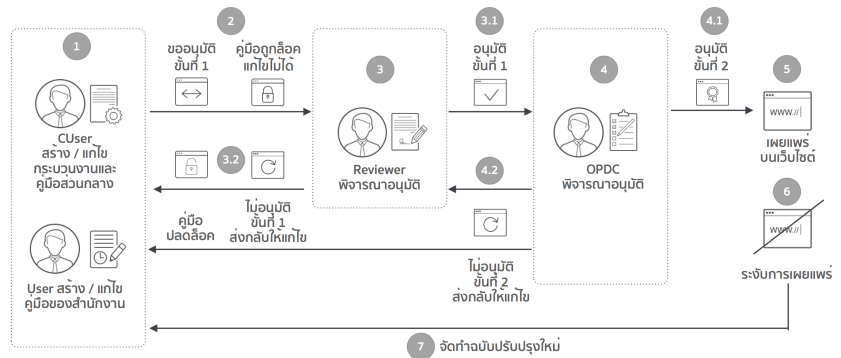 1
CUser
สร้าง / แก้ไข
กระบวนงานและ
คู่มือส่วนกลาง
User สร้าง / แก้ไข
คู่มือของสำนักงาน
2
ขออนุมัติ
ขั้นที่ 1
คู่มือถูกล็อค
แก้ไขไม่ได้
3.2
คู่มือ
ปลดล็อค
ไม่อนุมัติ
ขั้นที่ 1
ส่งกลับให้แก้ไข
3
Reviewer
พิจารณาอนุมัติ
3.1
อนุมัติ
ขั้นที่ 1
4.2
ไม่อนุมัติ
ขั้นที่ 2
ส่งกลับให้แก้ไข
4
OPDC
พิจารณาอนุมัติ
4.1
อนุมัติ
ขั้นที่ 2
5
www.//|
เผยแพร่
บนเว็บไซต์
6
www.//|
ระงับการเผยแพร่
7 จัดทำฉบับปรับปรุงใหม่